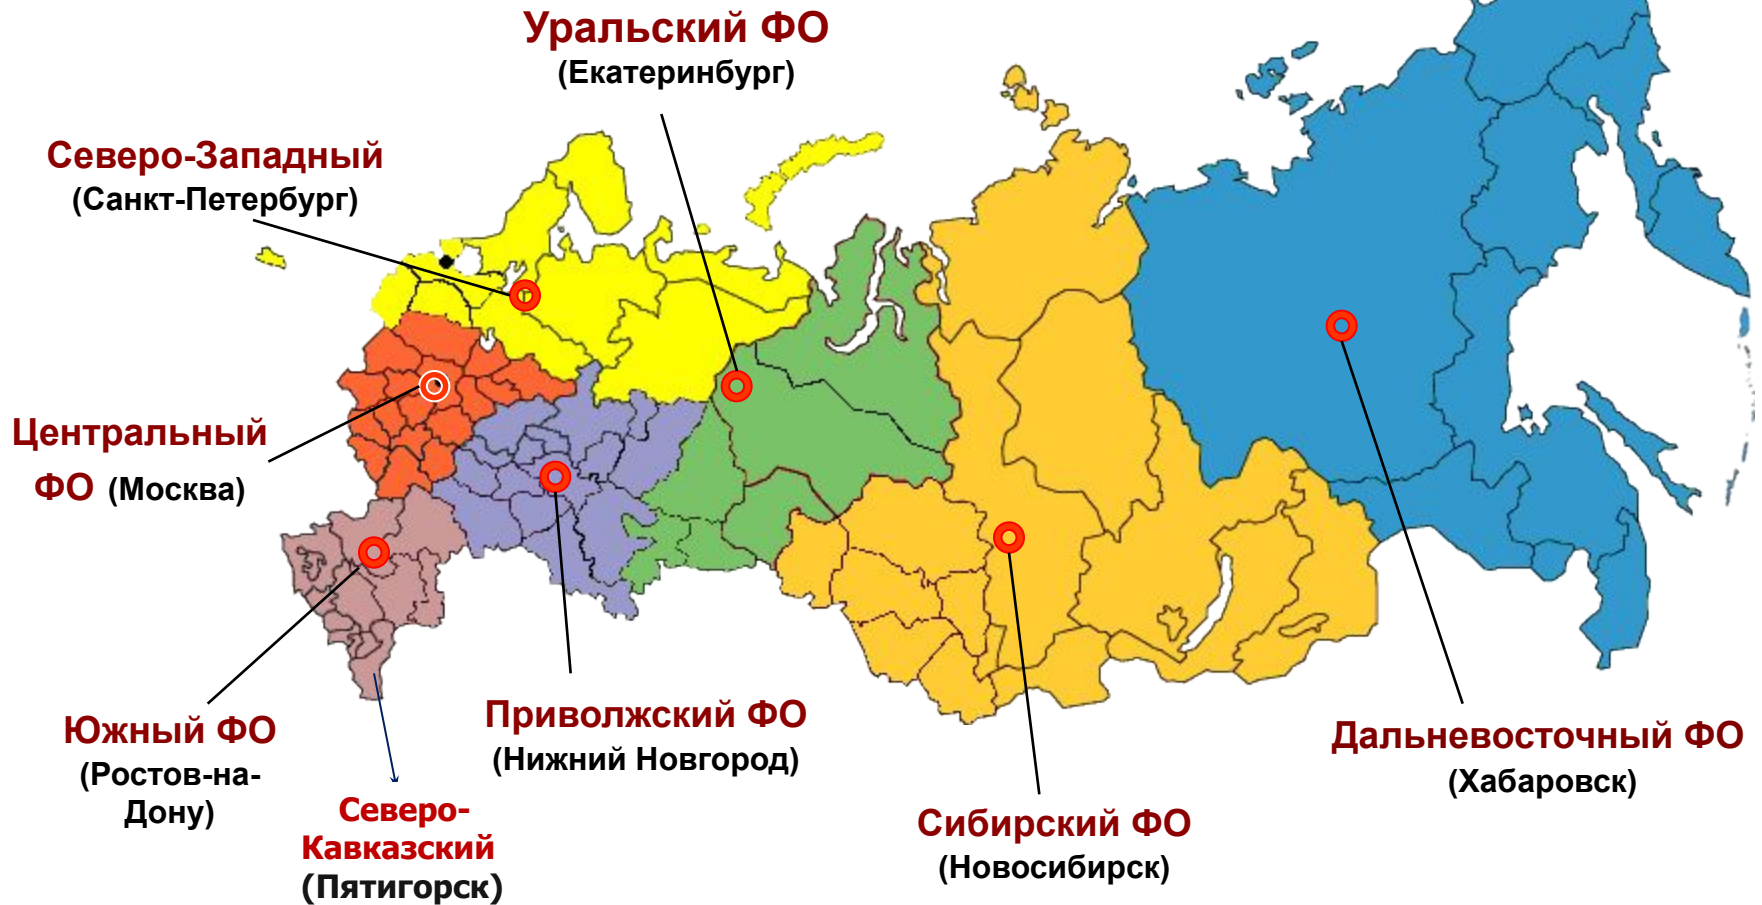 Уральский ФО
(Екатеринбург)
Северо-Западный
(Санкт-Петербург)
Центральный
ФО (Москва)
Южный ФО
(Ростов-на-
Дону)
Северо-
Кавказский
(Пятигорск)
Приволжский ФО
(Нижний Новгород)
Сибирский ФО
(Новосибирск)
Дальневосточный ФО
(Хабаровск)